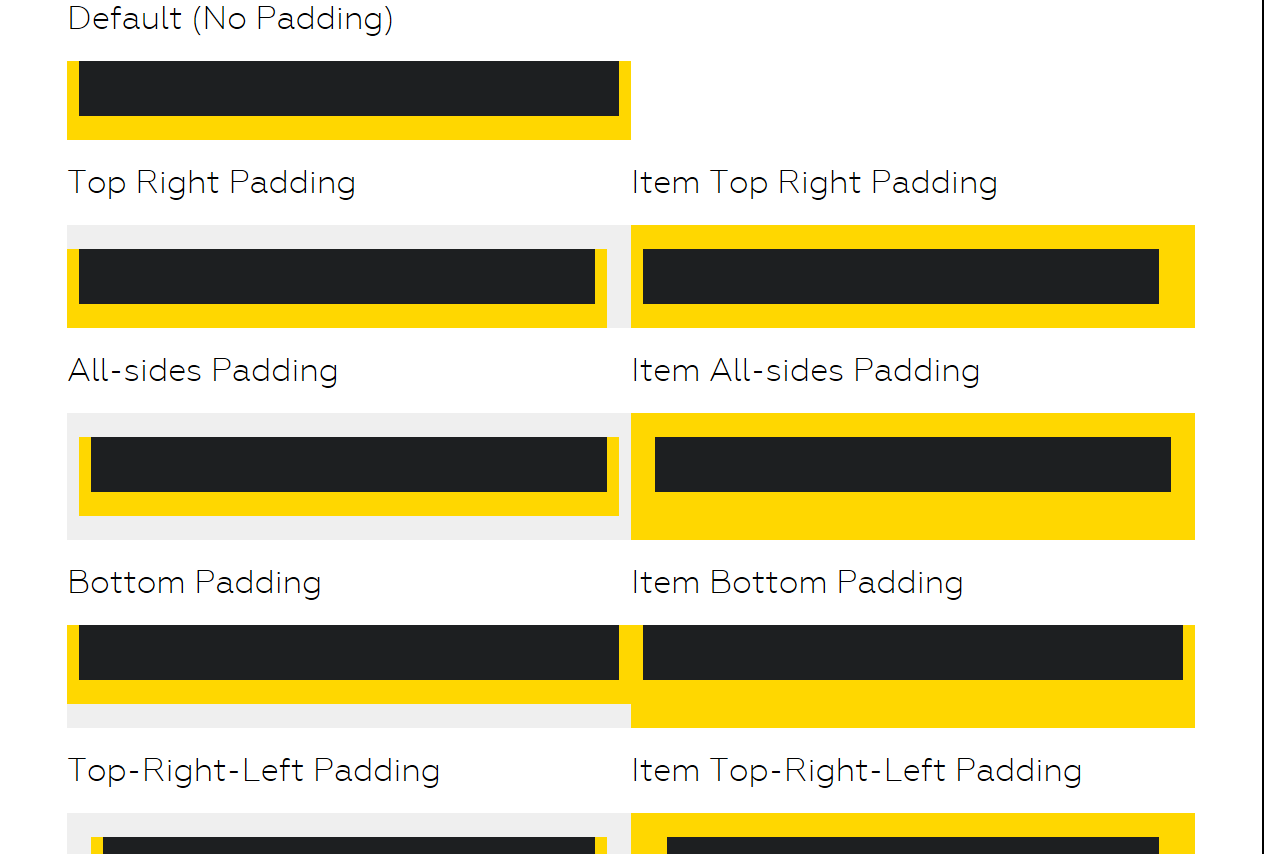 Default (No Padding)
Top Right Padding
Item Top Right Padding
All-sides Padding
Item All-sides Padding
Bottom Padding
Item Bottom Padding
Top-Right-Left Padding
Item Top-Right-Left Padding